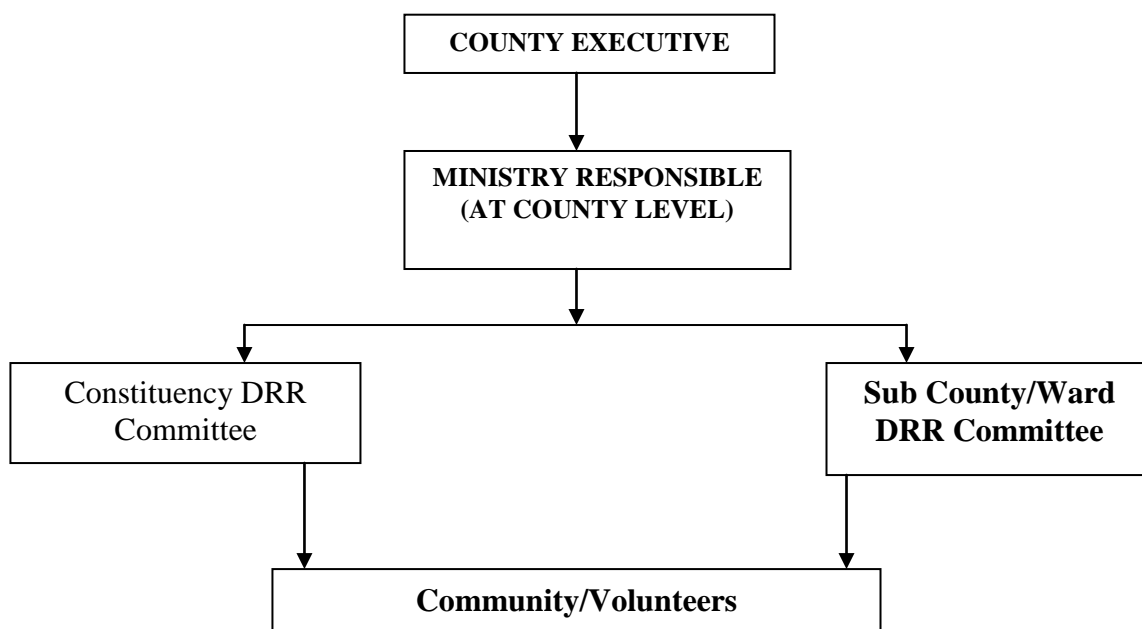 COUNTY EXECUTIVE
MINISTRY RESPONSIBLE
(AT COUNTY LEVEL)
Constituency DRR
Committee
Sub County/Ward
DRR Committee
Community/Volunteers